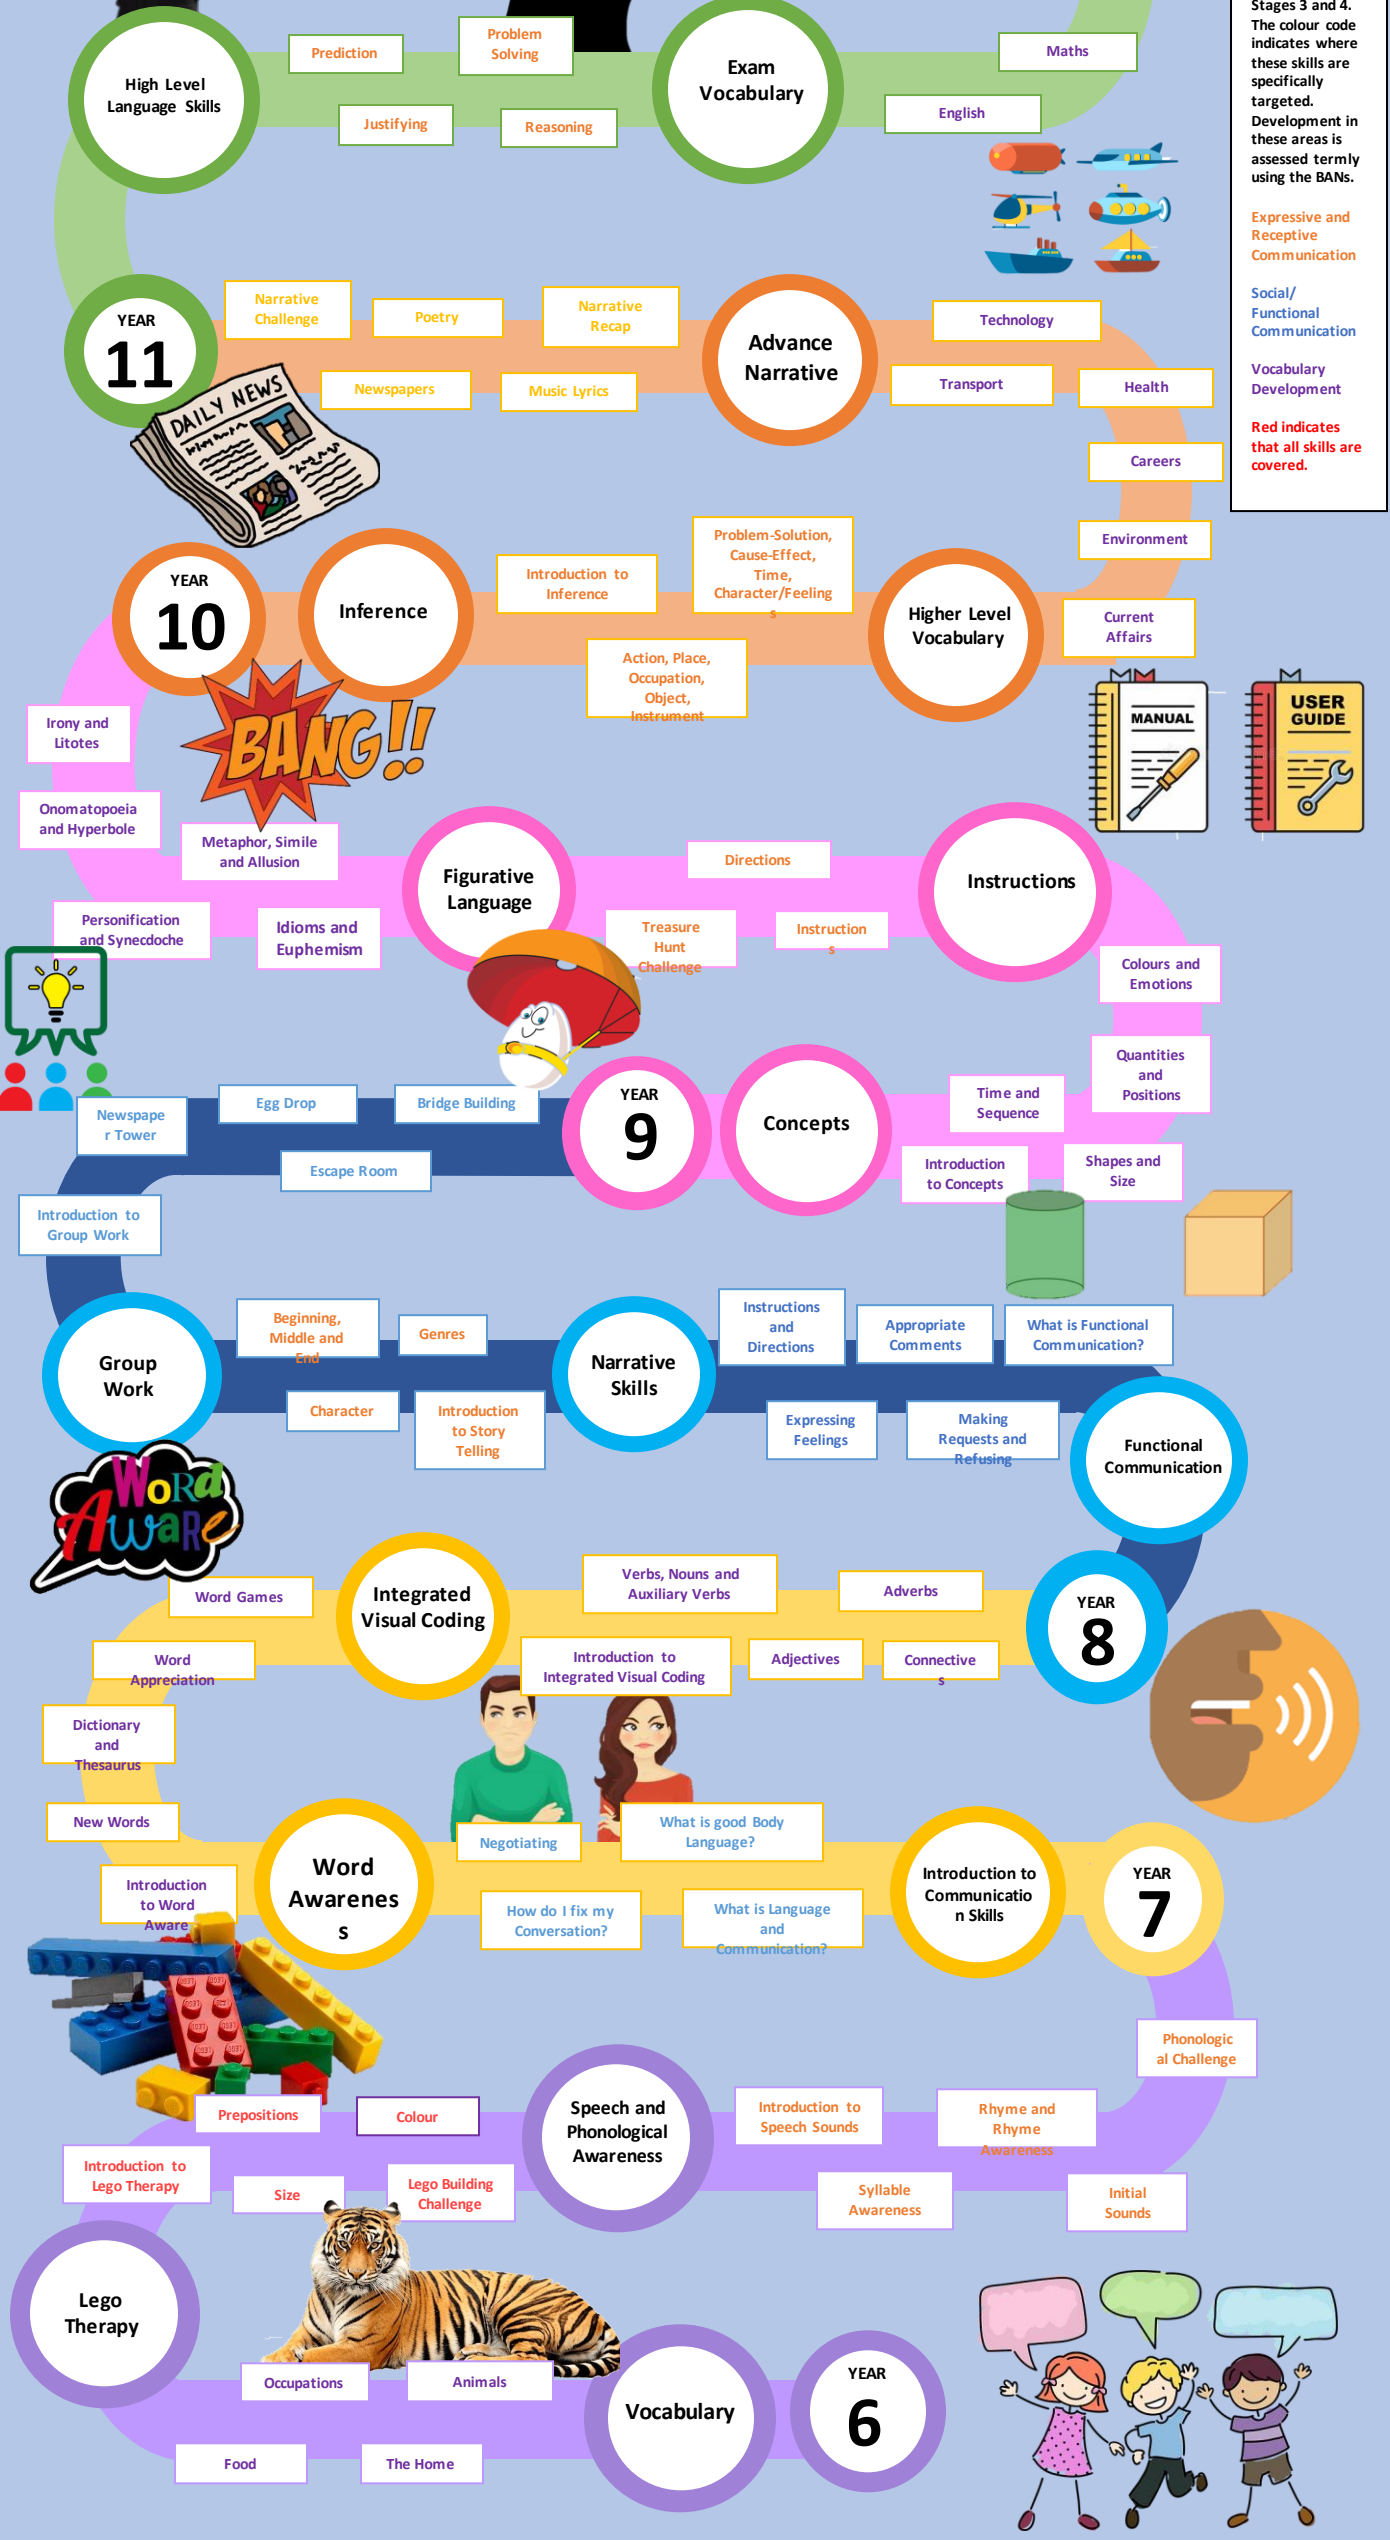 Stages 3 and 4.
The colour code
indicates where
these skills are
specifically
targeted.
Development in
these areas is
assessed termly
using the BANs.
Expressive and
Receptive
Communication
Social/
Functional
Communication
Vocabulary
Development
Red indicates
that all skills are
covered.
High Level
Language Skills
Prediction
Problem
Solving
Justifying
Reasoning
Exam
Vocabulary
Maths
English
YEAR
11
Narrative
Challenge
Poetry
Narrative
Recap
Newspapers
Music Lyrics
DAILY NEWS
Advance
Narrative
Technology
Transport
Health
Careers
Environment
Current
Affairs
YEAR
10
Inference
Introduction to
Inference
Problem-Solution,
Cause-Effect,
Time,
Character/Feeling
s
Action, Place,
Occupation,
Object,
Instrument
Higher Level
Vocabulary
MANUAL
USER
GUIDE
BANG!!
Irony and
Litotes
Onomatopoeia
and Hyperbole
Metaphor, Simile
and Allusion
Personification
and Synecdoche
Idioms and
Euphemism
Figurative
Language
Directions
Treasure
Hunt
Challenge
Instruction
s
Instructions
Colours and
Emotions
Quantities
and
Positions
Time and
Sequence
Introduction
to Concepts
Shapes and
Size
Concepts
YEAR
9
Bridge Building
Egg Drop
Newspape
r Tower
Escape Room
Introduction to
Group Work
Group
Work
Beginning,
Middle and
End
Genres
Character
Introduction
to Story
Telling
Narrative
Skills
Instructions
and
Directions
Appropriate
Comments
What is Functional
Communication?
Expressing
Feelings
Making
Requests and
Refusing
Functional
Communication
WORd
AwaRe
YEAR
8
Word Games
Integrated
Visual Coding
Verbs, Nouns and
Auxiliary Verbs
Adverbs
Introduction to
Integrated Visual Coding
Adjectives
Connective
s
Word
Appreciation
Dictionary
and
Thesaurus
New Words
Introduction
to Word
Aware
Word
Awarenes
s
Negotiating
What is good Body
Language?
How do I fix my
Conversation?
What is Language
and
Communication?
Introduction to
Communicatio
n Skills
YEAR
7
Phonologic
al Challenge
Prepositions
Colour
Introduction to
Lego Therapy
Size
Lego Building
Challenge
Speech and
Phonological
Awareness
Introduction to
Speech Sounds
Rhyme and
Rhyme
Awareness
Syllable
Awareness
Initial
Sounds
Lego
Therapy
Occupations
Animals
Food
The Home
Vocabulary
YEAR
6